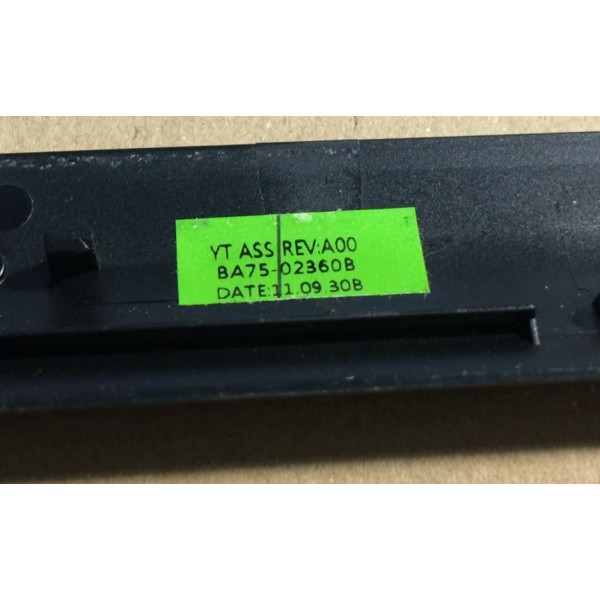 YT ASS REV:A00
BA75-02360B
DATE:11.09.30B